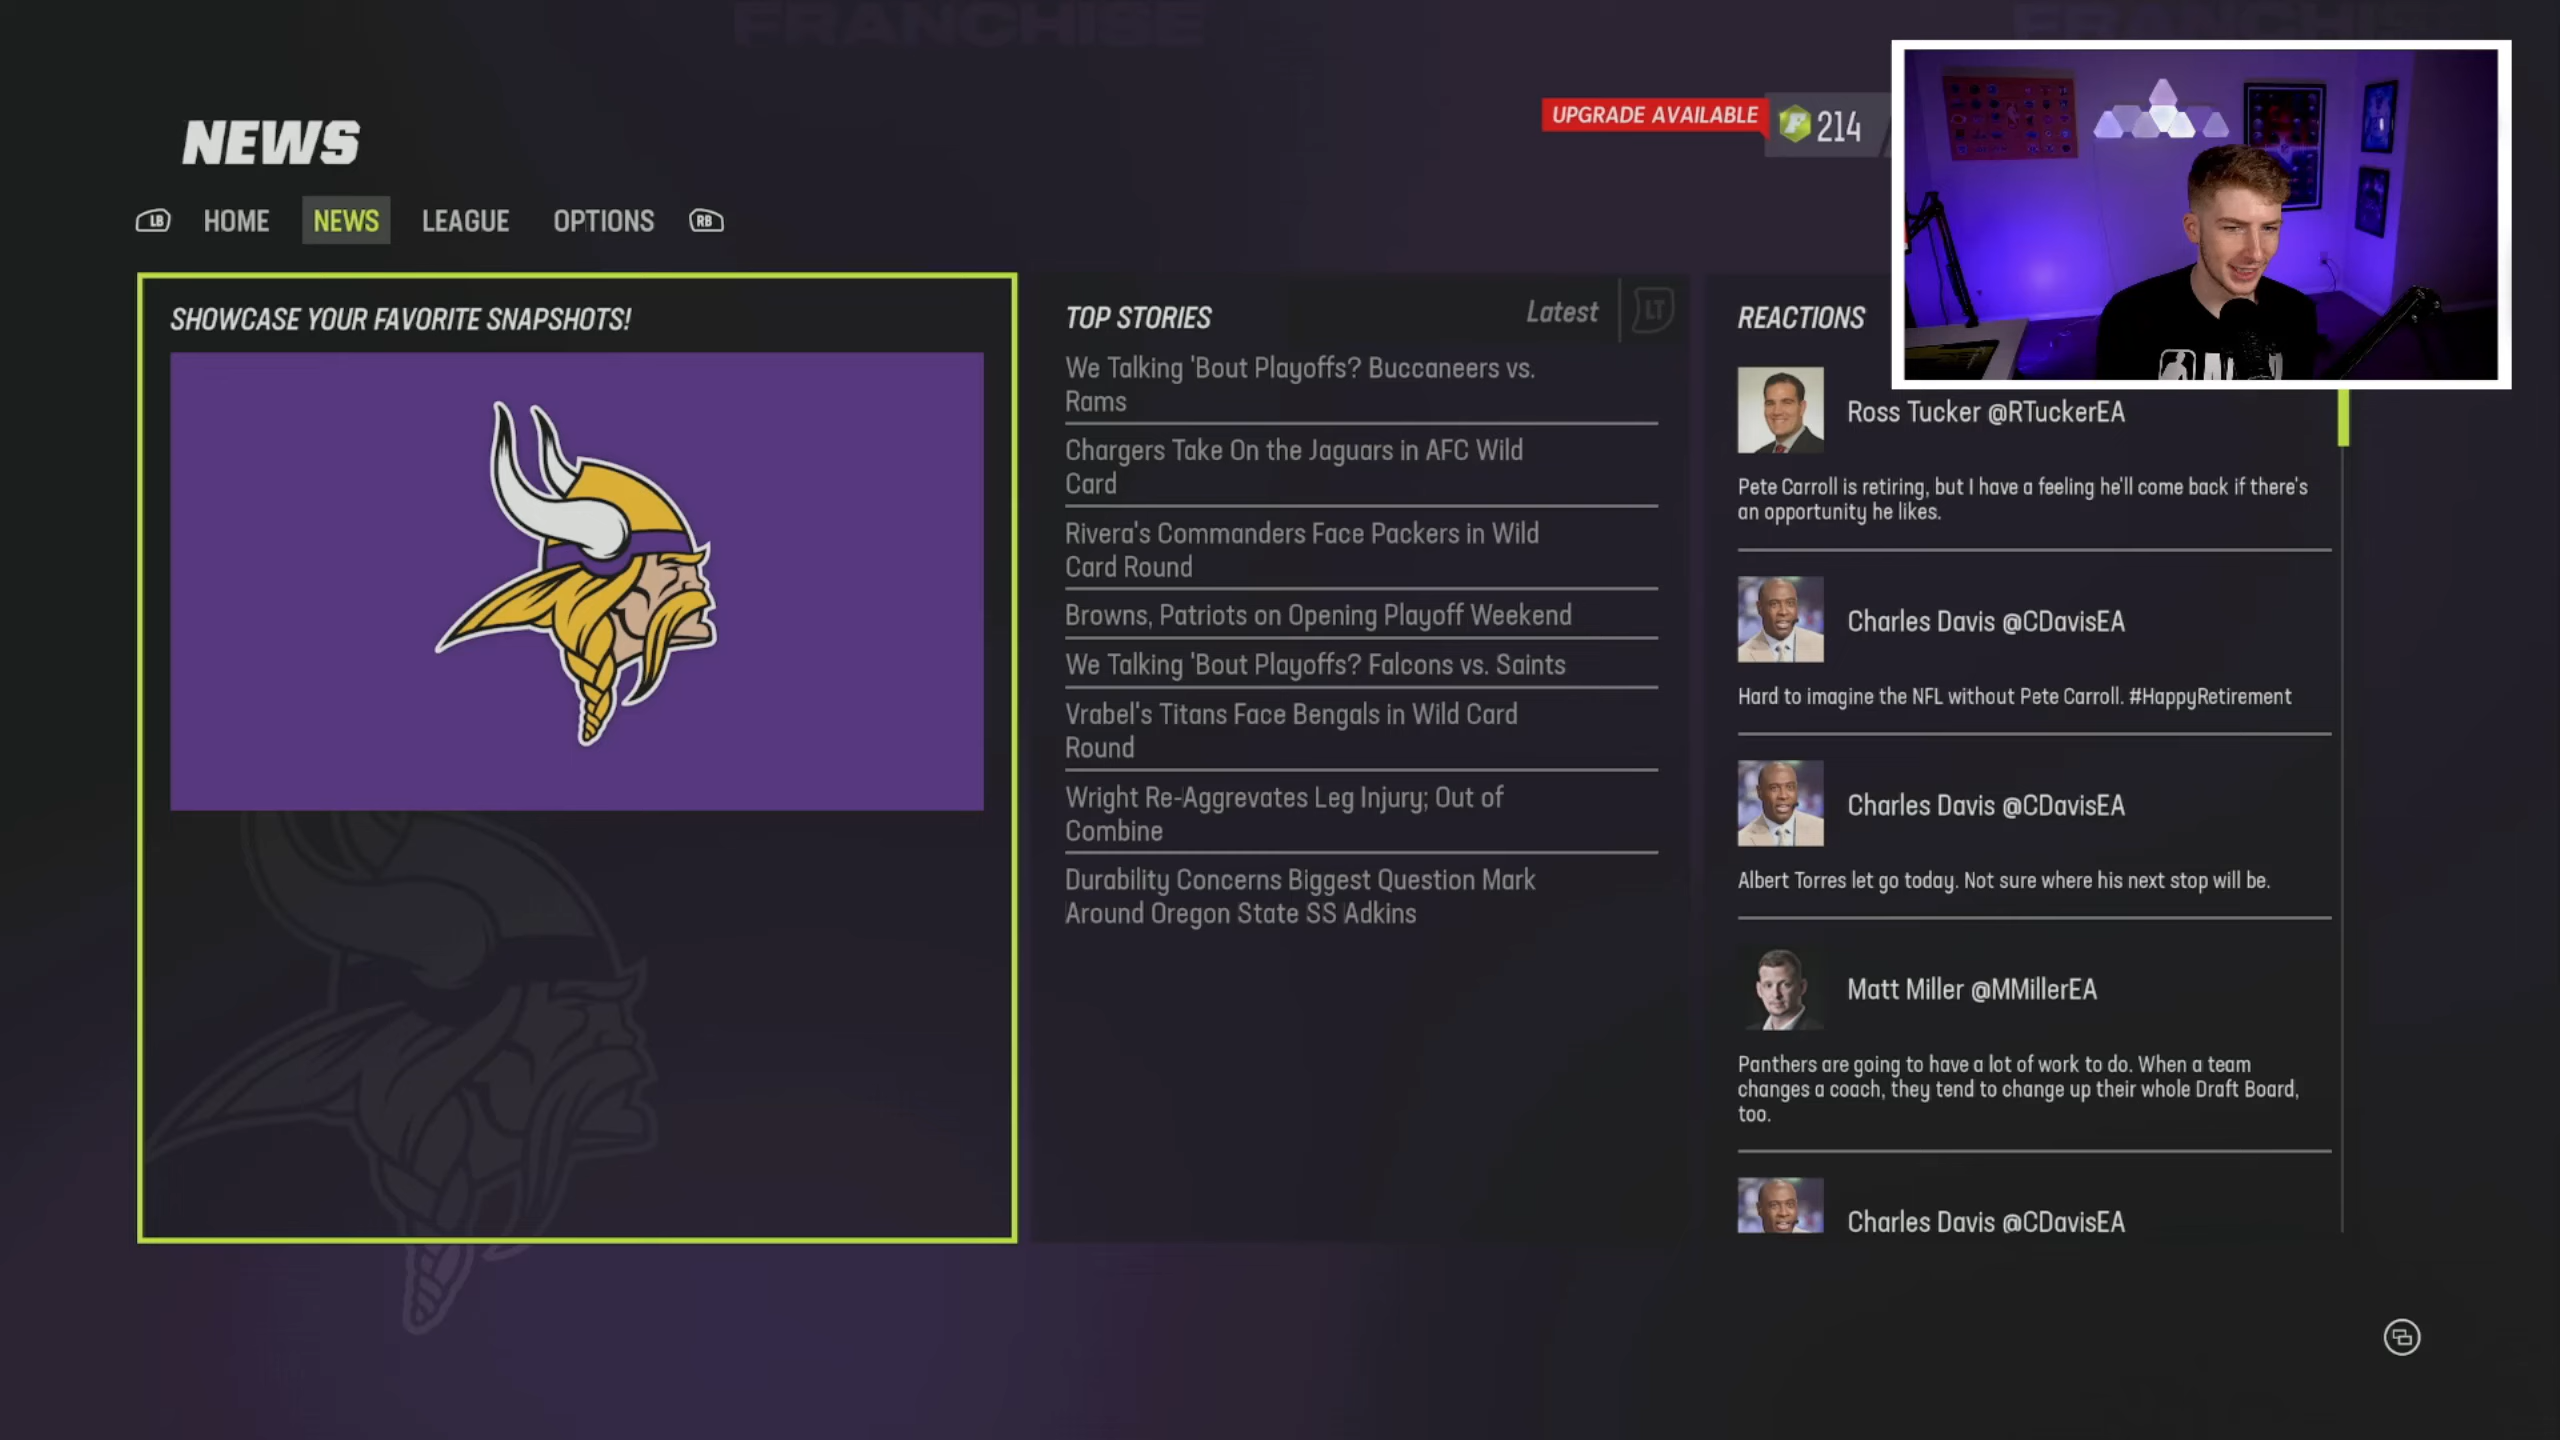 FRANCHISE
FRANCHISE
NEWS
UPGRADE AVAILABLE
214
LB HOME NEWS LEAGUE OPTIONS RB
SHOWCASE YOUR FAVORITE SNAPSHOTS!
TOP STORIES
Latest
LT
We Talking 'Bout Playoffs? Buccaneers vs.
Rams
Chargers Take On the Jaguars in AFC Wild
Card
Rivera's Commanders Face Packers in Wild
Card Round
Browns, Patriots on Opening Playoff Weekend
We Talking 'Bout Playoffs? Falcons vs. Saints
Vrabel's Titans Face Bengals in Wild Card
Round
Wright Re-Aggrevates Leg Injury; Out of
Combine
Durability Concerns Biggest Question Mark
Around Oregon State SS Adkins
REACTIONS
Ross Tucker @RTuckerEA
Pete Carroll is retiring, but I have a feeling he'll come back if there's
an opportunity he likes.
Charles Davis @CDavisEA
Hard to imagine the NFL without Pete Carroll. #HappyRetirement
Charles Davis @CDavisEA
Albert Torres let go today. Not sure where his next stop will be.
Matt Miller @MMillerEA
Panthers are going to have a lot of work to do. When a team
changes a coach, they tend to change up their whole Draft Board,
too.
Charles Davis @CDavisEA